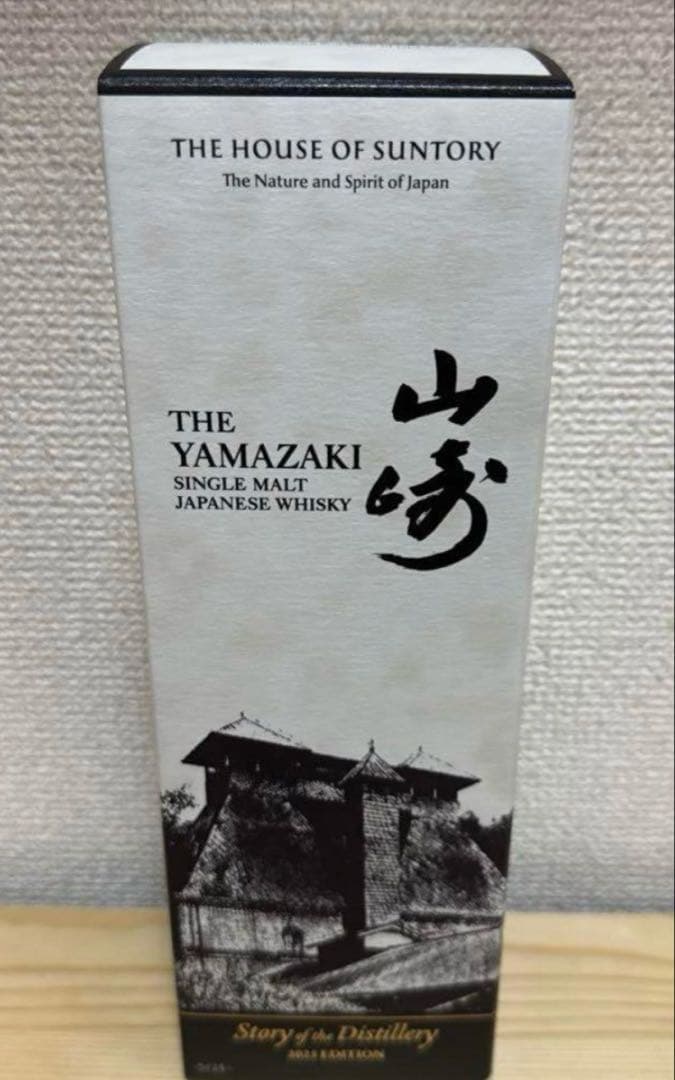 THE HOUSE OF SUNTORY
The Nature and Spirit of Japan
THE
YAMAZAKI
SINGLE MALT
JAPANESE WHISKY
山崎
Story of the Distillery
EDITION